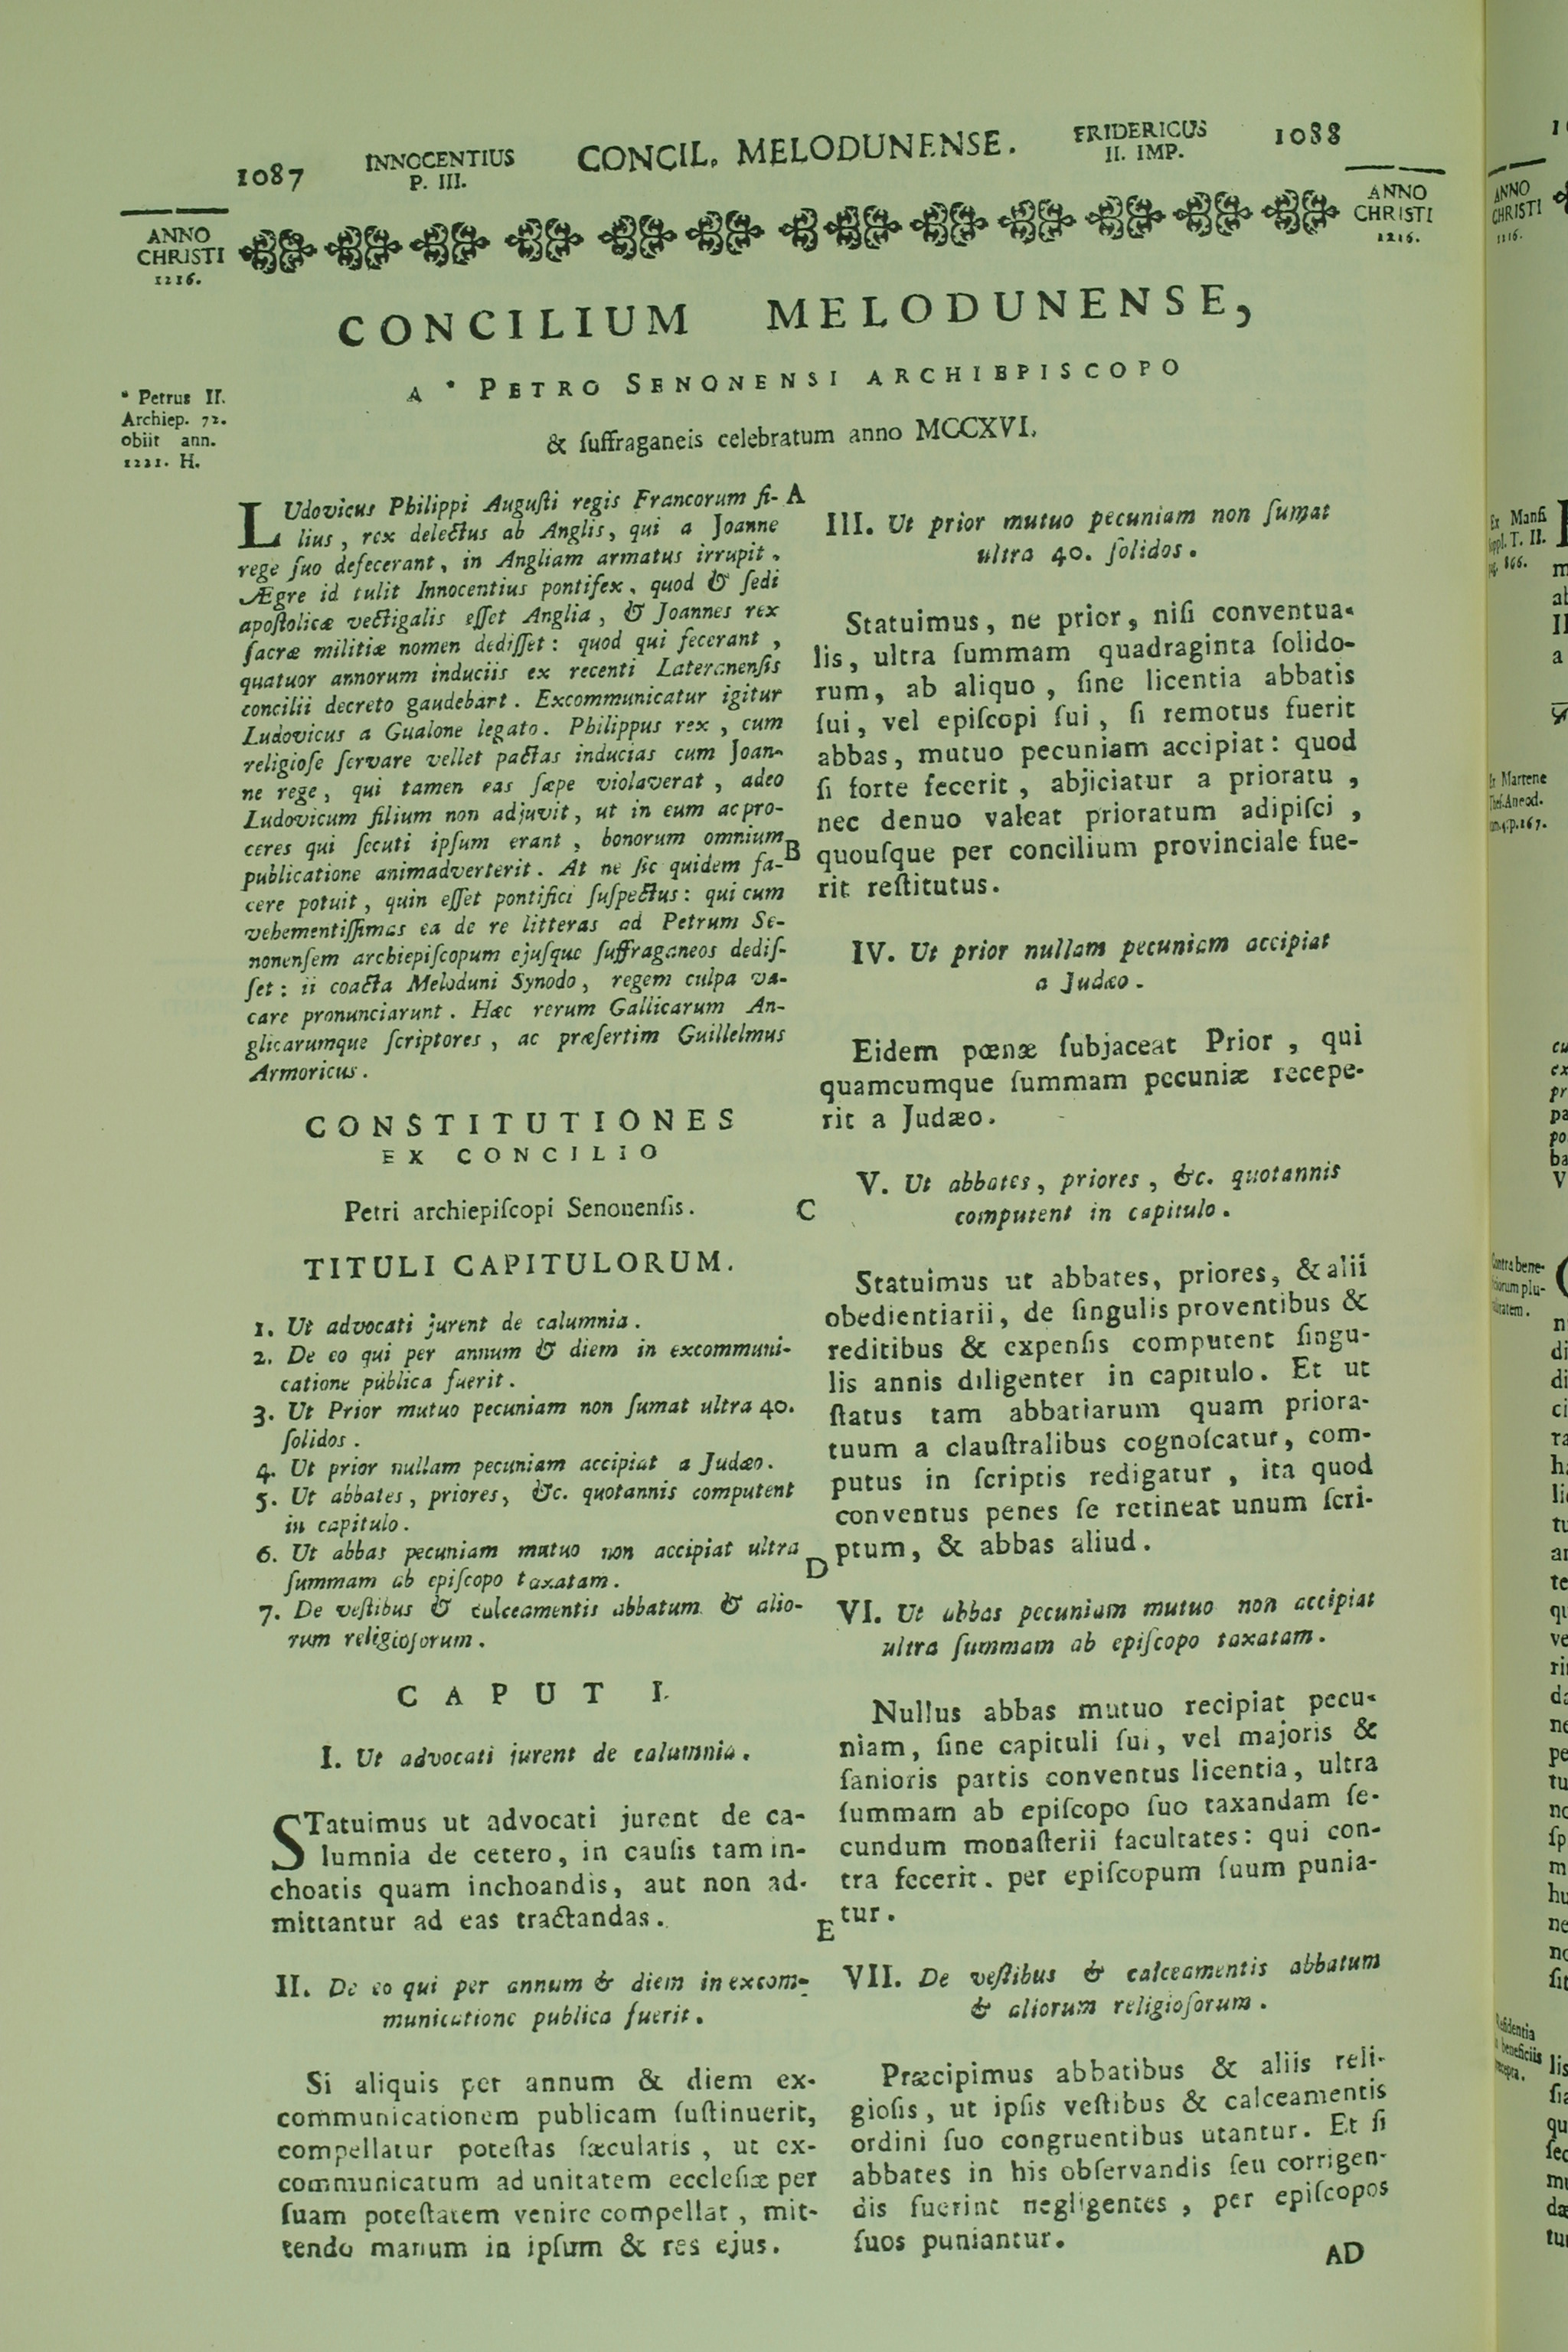 1087 INNOCENTIUS CONCIL. MELODUNENSE. FRIDERICUS 1088
P. III. II. IMP.
ANNO
CHRISTI
1216.
ANNO
CHRISTI
1216.
CONCILIUM MELODUNENSE,
A * PETRO SENONENSI ARCHIEPISCOPO
& ſuffraganeis celebratum anno MCCXVI.
* Petrus II.
Archiep. 72.
obiit ann.
1221. H.
LUdovicus Philippi Auguſti regis Francorum fi- A
lius, rex delectus ab Anglis, qui a Joanne
rege ſuo defecerant, in Angliam armatus irrupit.
Ægre id tulit Innocentius pontifex, quod & ſedi
apoſtolicæ vectigalis eſſet Anglia, & Joannes rex
ſacræ militiæ nomen dediſſet: quod qui fecerant,
quatuor annorum induciis ex recenti Lateranenſis
concilii decreto gaudebant. Excommunicatur igitur
Ludovicus a Gualone legato. Philippus rex, cum
religioſe ſervare vellet pactas inducias cum Joan-
ne rege, qui tamen eas ſæpe violaverat, adeo
Ludovicum filium non adjuvit, ut in eum ac pro-
ceres qui ſecuti ipſum erant, bonorum omnium B
publicatione animadverterit. At ne ſic quidem fa-
cere potuit, quin eſſet pontifici ſuſpectus: qui cum
vehementiſſimas ea de re litteras ad Petrum Se-
nonenſem archiepiſcopum ejuſque ſuffraganeos dediſ-
ſet: ii coacta Meloduni Synodo, regem culpa va-
care pronunciarunt. Hæc rerum Gallicarum An-
glicarumque ſcriptores, ac præſertim Guillelmus
Armoricus.
CONSTITUTIONES
EX CONCILIO
Petri archiepiſcopi Senonenſis. C
TITULI CAPITULORUM.
1. Ut advocati jurent de calumnia.
2. De eo qui per annum & diem in excommuni-
catione publica fuerit.
3. Ut Prior mutuo pecuniam non ſumat ultra 40.
ſolidos.
4. Ut prior nullam pecuniam accipiat a Judæo.
5. Ut abbates, priores, &c. quotannis computent
in capitulo.
6. Ut abbas pecuniam mutuo non accipiat ultra D
ſummam ab epiſcopo taxatam.
7. De veſtibus & calceamentis abbatum & alio-
rum religioſorum.
CAPUT I.
I. Ut advocati jurent de calumnia.
STatuimus ut advocati jurent de ca-
lumnia de cetero, in cauſis tam in-
choatis quam inchoandis, aut non ad-
mittantur ad eas tractandas. E
II. De eo qui per annum & diem in excom-
municatione publica fuerit.
Si aliquis per annum & diem ex-
communicationem publicam ſuſtinuerit,
compellatur poteſtas ſæcularis, ut ex-
communicatum ad unitatem eccleſiæ per
ſuam poteſtatem venire compellat, mit-
tendo manum in ipſum & res ejus.
III. Ut prior mutuo pecuniam non ſumat
ultra 40. ſolidos.
Statuimus, ne prior, niſi conventua-
lis, ultra ſummam quadraginta ſolido-
rum, ab aliquo, ſine licentia abbatis
ſui, vel epiſcopi ſui, ſi remotus fuerit
abbas, mutuo pecuniam accipiat: quod
ſi forte fecerit, abjiciatur a prioratu,
nec denuo valeat prioratum adipiſci,
quouſque per concilium provinciale fue-
rit reſtitutus.
IV. Ut prior nullam pecuniam accipiat
a Judæo.
Eidem pœnæ ſubjaceat Prior, qui
quamcumque ſummam pecuniæ recepe-
rit a Judæo.
V. Ut abbates, priores, &c. quotannis
computent in capitulo.
Statuimus ut abbates, priores, & alii
obedientiarii, de ſingulis proventibus &
reditibus & expenſis computent ſingu-
lis annis diligenter in capitulo. Et ut
ſtatus tam abbatiarum quam priora-
tuum a clauſtralibus cognoſcatur, com-
putus in ſcriptis redigatur, ita quod
conventus penes ſe retineat unum ſcri-
ptum, & abbas aliud.
VI. Ut abbas pecuniam mutuo non accipiat
ultra ſummam ab epiſcopo taxatam.
Nullus abbas mutuo recipiat pecu-
niam, ſine capituli ſui, vel majoris &
ſanioris partis conventus licentia, ultra
ſummam ab epiſcopo ſuo taxandam ſe-
cundum monaſterii facultates: qui con-
tra fecerit. per epiſcopum ſuum punia-
tur.
VII. De veſtibus & calceamentis abbatum
& aliorum religioſorum.
Præcipimus abbatibus & aliis reli-
gioſis, ut ipſis veſtibus & calceamentis
ordini ſuo congruentibus utantur. Et ſi
abbates in his obſervandis ſeu corrigen-
dis fuerint negligentes, per epiſcopos
ſuos puniantur.
AD
ANNO
CHRISTI
1216.